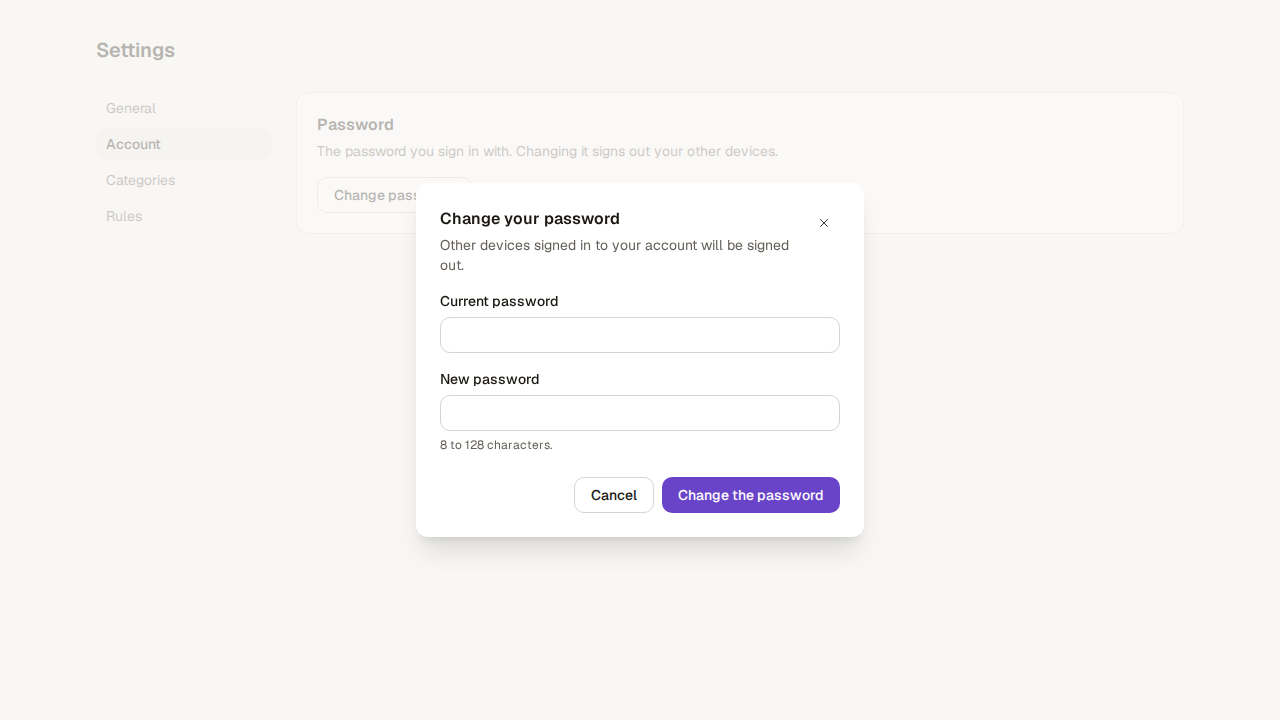 Settings
General
Account
Categories
Rules
Password
The password you sign in with. Changing it signs out your other devices.
Change pass
Change your password
Other devices signed in to your account will be signed
out.
Current password
New password
8 to 128 characters.
Cancel
Change the password